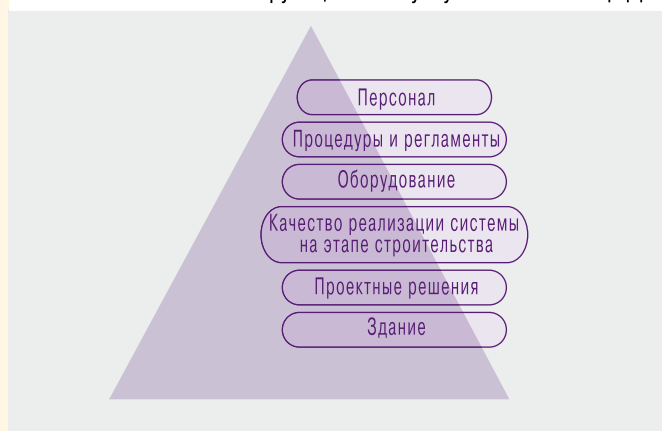 Персонал
Процедуры и регламенты
Оборудование
Качество реализации системы
на этапе строительства
Проектные решения
Здание